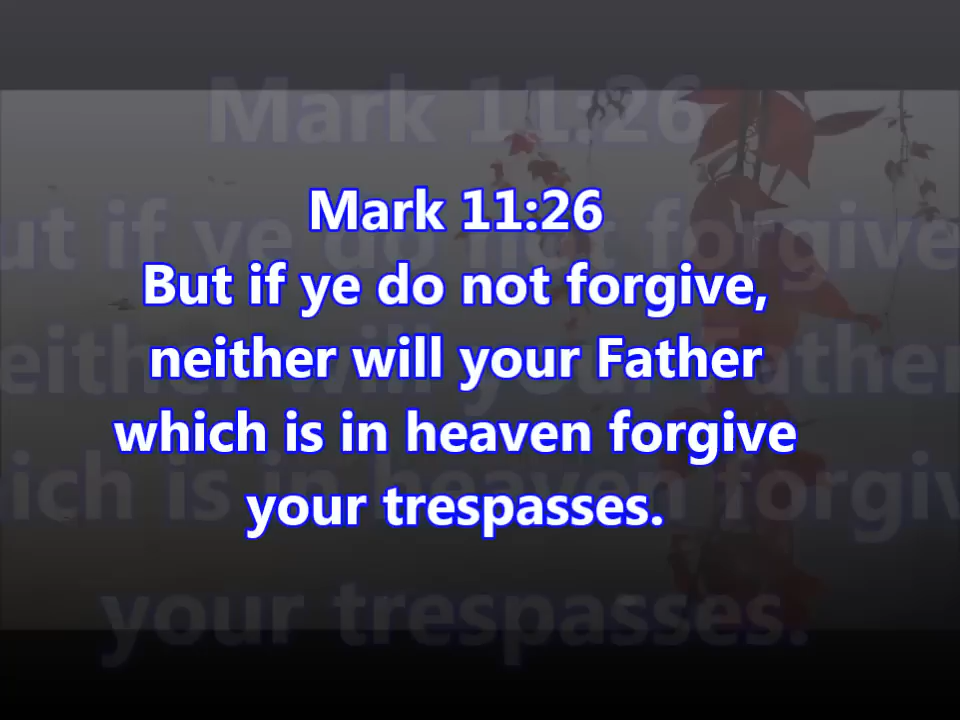 Mark 11:26
But if ye do not forgive,
neither will your Father
which is in heaven forgive
your trespasses.